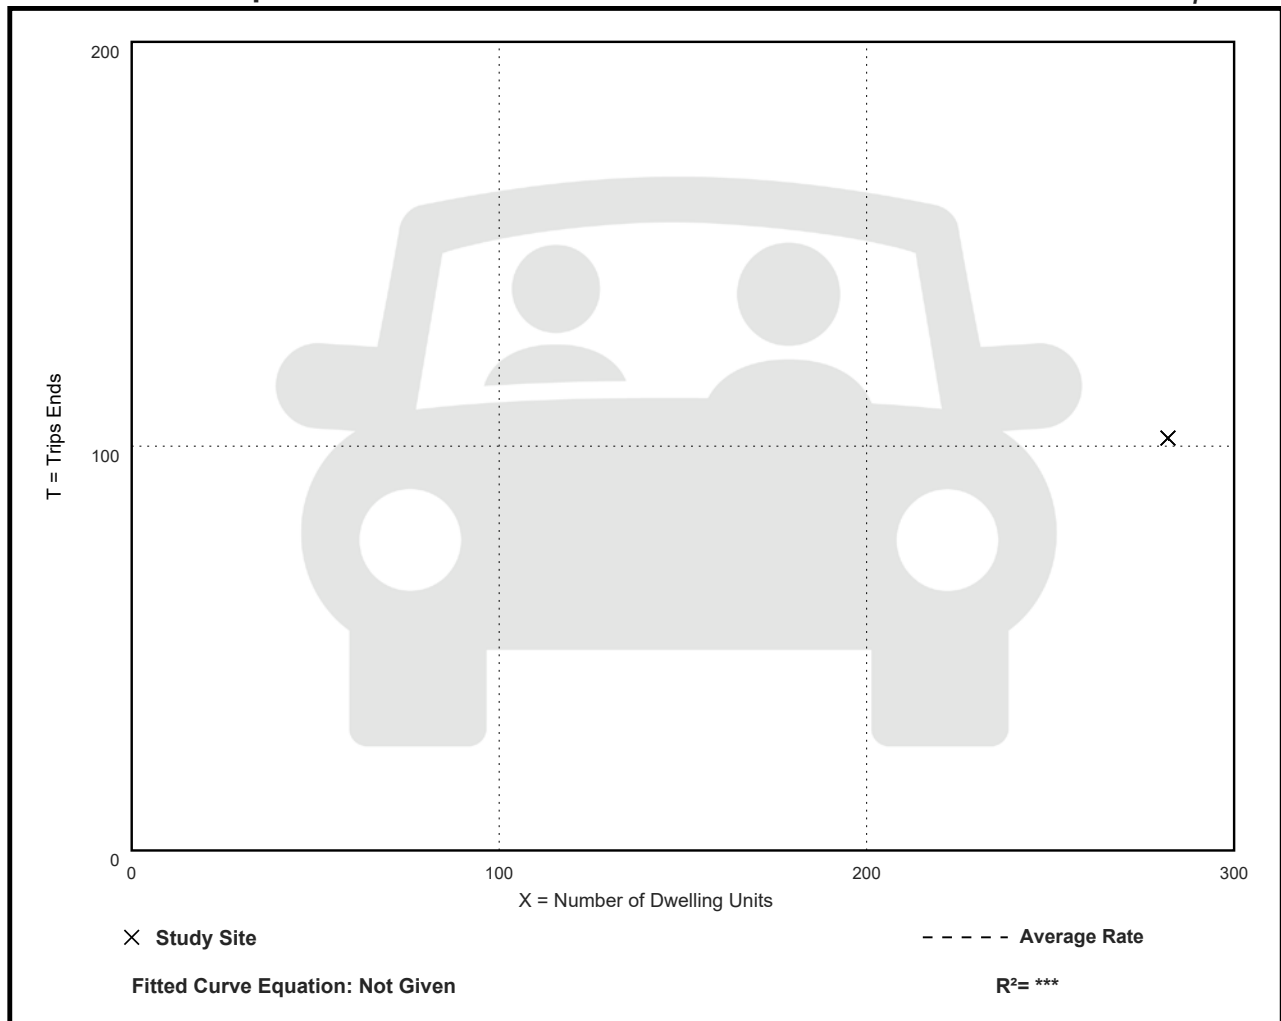 200
100
0
T = Trips Ends
0 100 200 300
X = Number of Dwelling Units
Study Site
Average Rate
Fitted Curve Equation: Not Given
R²= ***